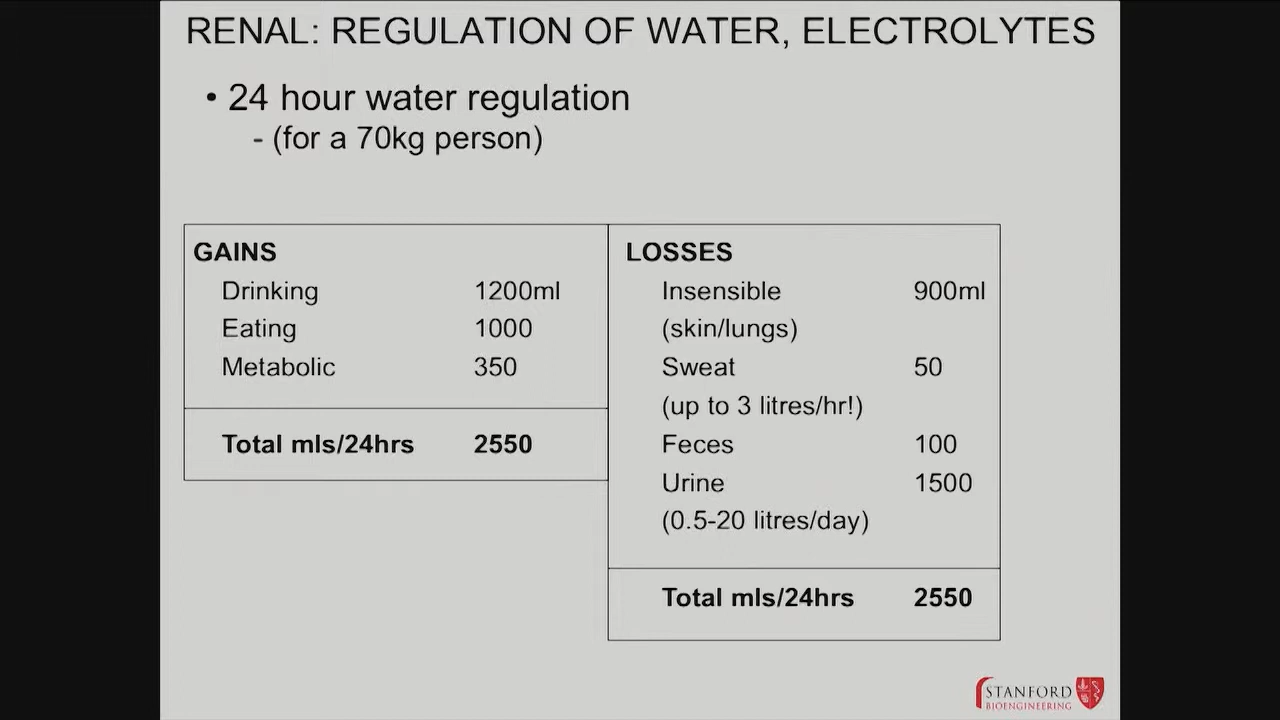 RENAL: REGULATION OF WATER, ELECTROLYTES
• 24 hour water regulation
- (for a 70kg person)
GAINS
Drinking 1200ml
Eating 1000
Metabolic 350
Total mls/24hrs 2550
LOSSES
Insensible 900ml
(skin/lungs)
Sweat 50
(up to 3 litres/hr!)
Feces 100
Urine 1500
(0.5-20 litres/day)
Total mls/24hrs 2550
STANFORD
BIOENGINEERING